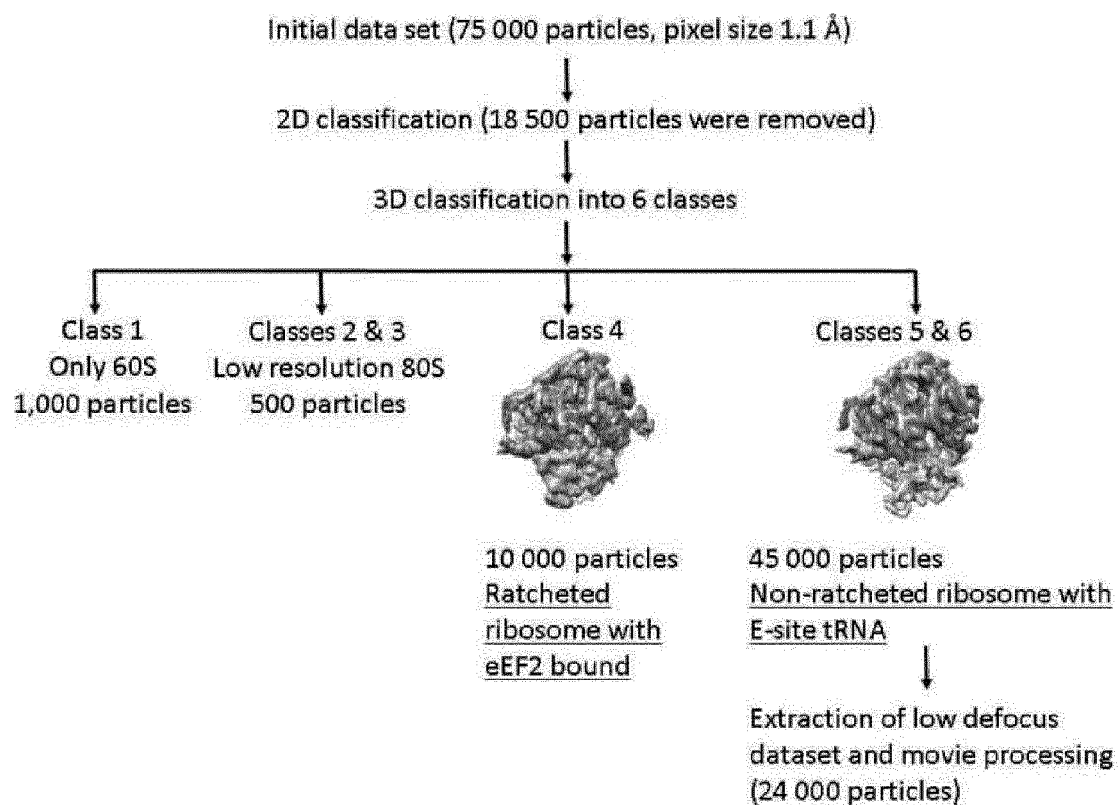 Initial data set (75 000 particles, pixel size 1.1 Å)
2D classification (18 500 particles were removed)
3D classification into 6 classes
Class 1
Only 60S
1,000 particles
Classes 2 & 3
Low resolution 80S
500 particles
Class 4
10 000 particles
Ratcheted
ribosome with
eEF2 bound
Classes 5 & 6
45 000 particles
Non-ratcheted ribosome with
E-site tRNA
Extraction of low defocus
dataset and movie processing
(24 000 particles)